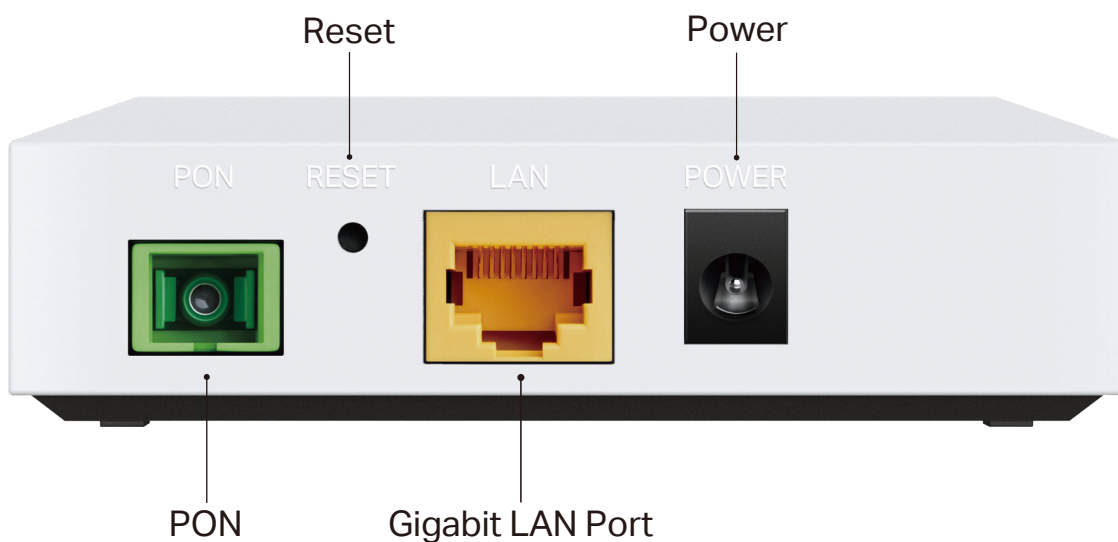 Reset
Power
PON
RESET
LAN
POWER
PON
Gigabit LAN Port